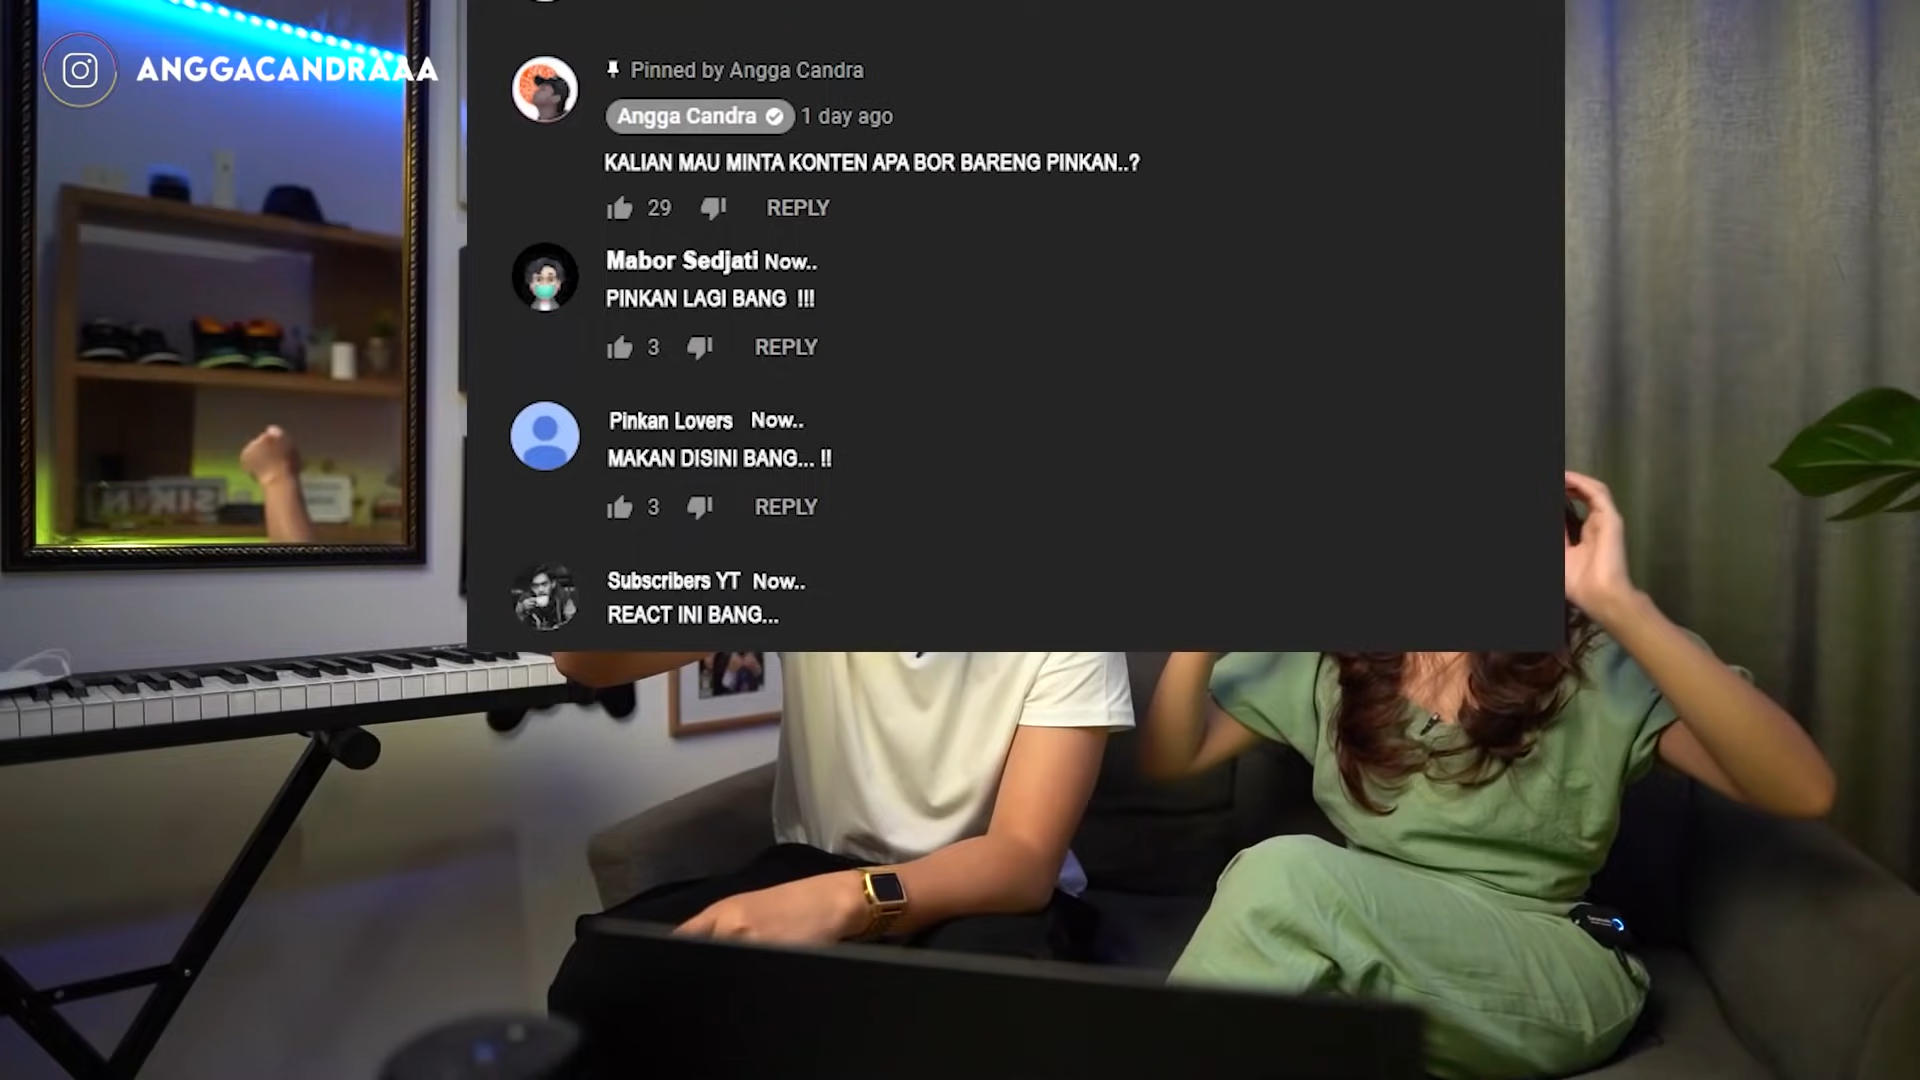 ANGGACANDRAAA
Pinned by Angga Candra
Angga Candra 1 day ago
KALIAN MAU MINTA KONTEN APA BOR BARENG PINKAN..?
29 REPLY
Mabor Sedjati Now..
PINKAN LAGI BANG !!!
3 REPLY
Pinkan Lovers Now..
MAKAN DISINI BANG... !!
3 REPLY
Subscribers YT Now..
REACT INI BANG...